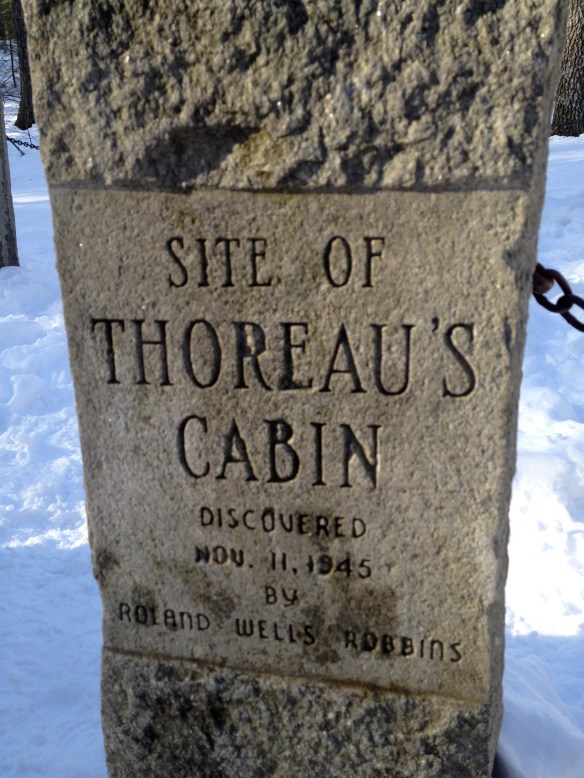 SITE OF
THOREAU'S
CABIN
DISCOVERED
NOV. 11, 1945
BY
ROLAND WELLS ROBBINS